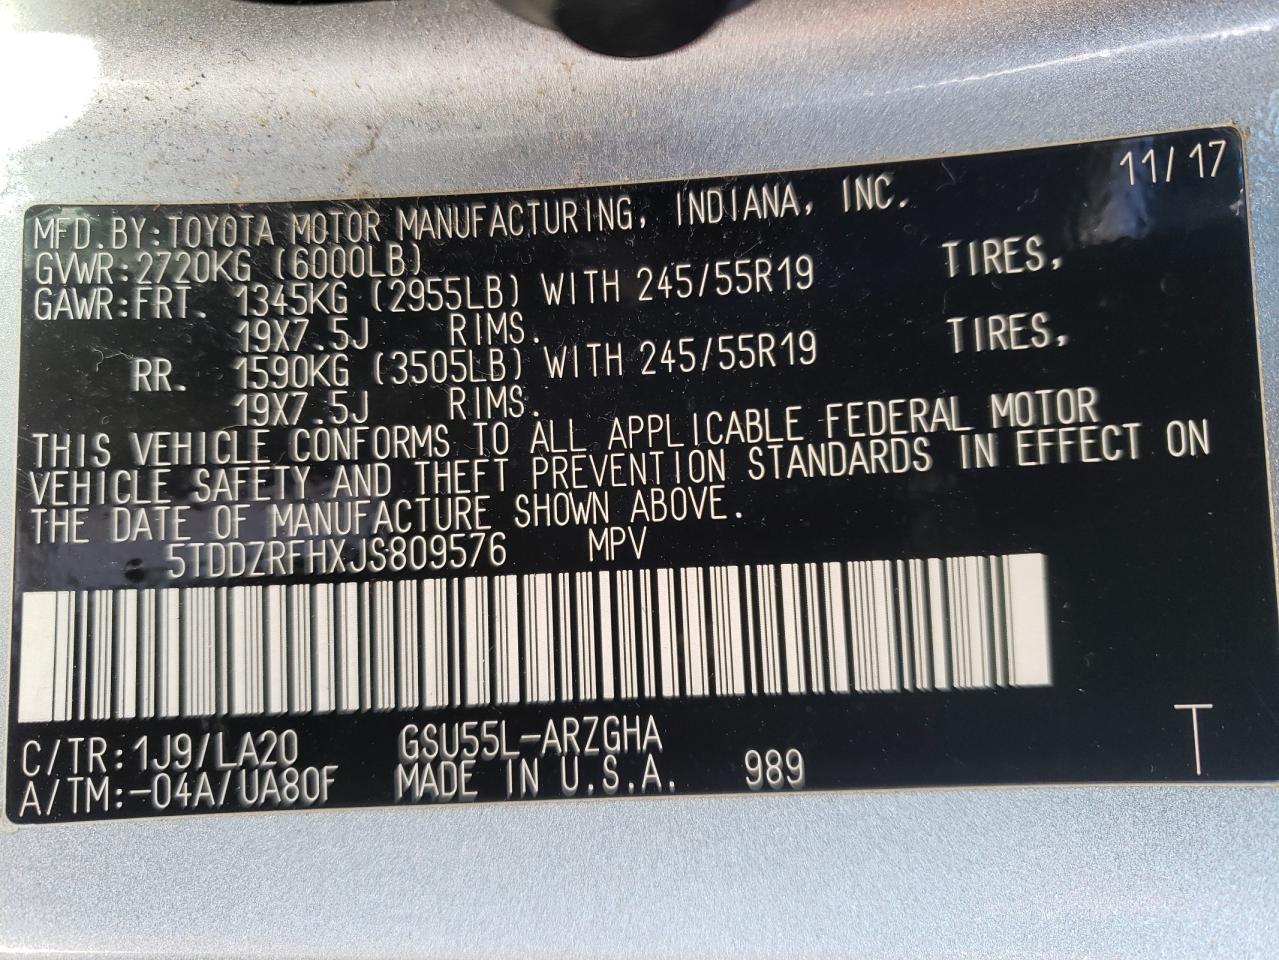 11/17
MFD.BY:TOYOTA MOTOR MANUFACTURING, INDIANA, INC.
GVWR:2720KG (6000LB)
GAWR:FRT. 1345KG (2955LB) WITH 245/55R19 TIRES,
19X7.5J RIMS.
RR. 1590KG (3505LB) WITH 245/55R19 TIRES,
19X7.5J RIMS.
THIS VEHICLE CONFORMS TO ALL APPLICABLE FEDERAL MOTOR
VEHICLE SAFETY AND THEFT PREVENTION STANDARDS IN EFFECT ON
THE DATE OF MANUFACTURE SHOWN ABOVE.
5TDDZRFHXJS809576 MPV
C/TR:1J9/LA20 GSU55L-ARZGHA
A/TM:-04A/UA80F MADE IN U.S.A. 989
T